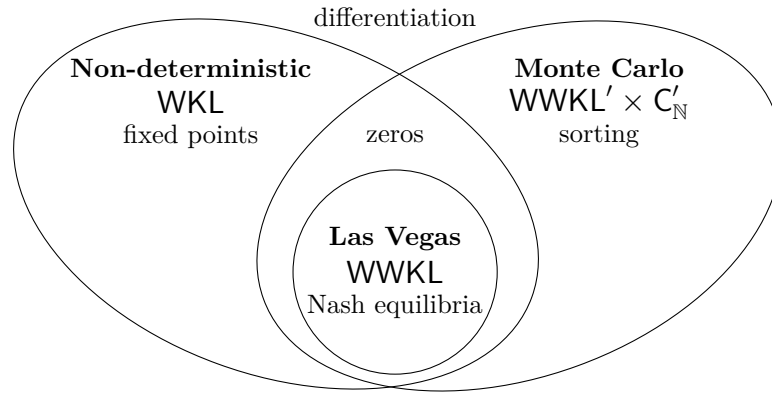 differentiation
Non-deterministic
WKL
fixed points
Monte Carlo
WWKL′ × C′ℕ
sorting
zeros
Las Vegas
WWKL
Nash equilibria